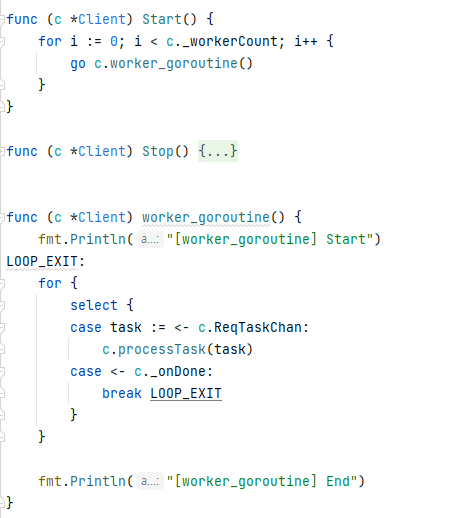 func (c *Client) Start() {
    for i := 0; i < c._workerCount; i++ {
        go c.worker_goroutine()
    }
}
func (c *Client) Stop() {...}
func (c *Client) worker_goroutine() {
    fmt.Println( a...: "[worker_goroutine] Start")
LOOP_EXIT:
    for {
        select {
        case task := <- c.ReqTaskChan:
            c.processTask(task)
        case <- c._onDone:
            break LOOP_EXIT
        }
    }
    fmt.Println( a...: "[worker_goroutine] End")
}